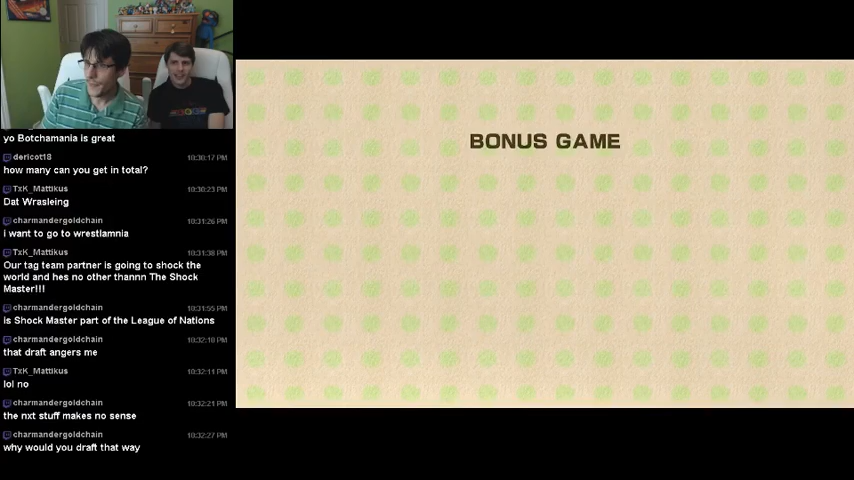 yo Botchamania is great
dericot18 10:30:17 PM
how many can you get in total?
TxK_Mattikus 10:30:23 PM
Dat Wrasleing
charmandergoldchain 10:31:26 PM
i want to go to wrestlamnia
TxK_Mattikus 10:31:38 PM
Our tag team partner is going to shock the
world and hes no other thannn The Shock
Master!!!
charmandergoldchain 10:31:55 PM
is Shock Master part of the League of Nations
charmandergoldchain 10:32:10 PM
that draft angers me
TxK_Mattikus 10:32:11 PM
lol no
charmandergoldchain 10:32:21 PM
the nxt stuff makes no sense
charmandergoldchain 10:32:27 PM
why would you draft that way
BONUS GAME